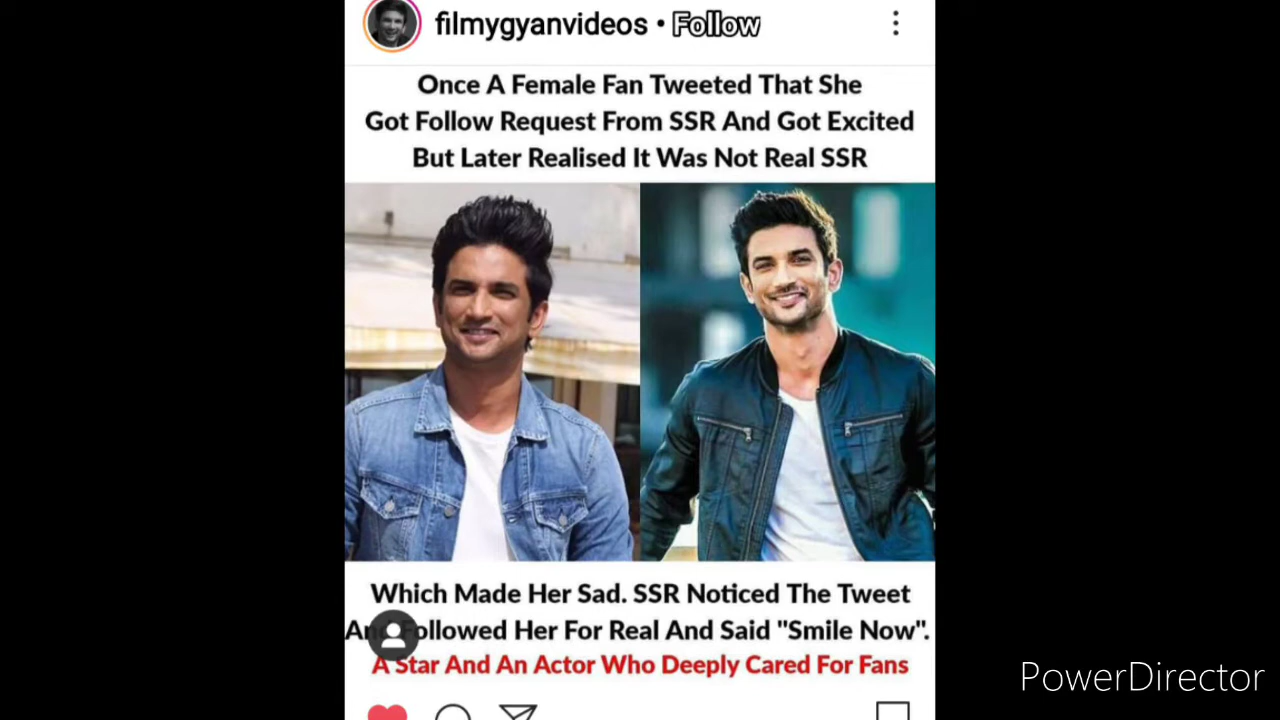 filmygyanvideos • Follow
Once A Female Fan Tweeted That She
Got Follow Request From SSR And Got Excited
But Later Realised It Was Not Real SSR
Which Made Her Sad. SSR Noticed The Tweet
And Followed Her For Real And Said "Smile Now".
A Star And An Actor Who Deeply Cared For Fans
PowerDirector